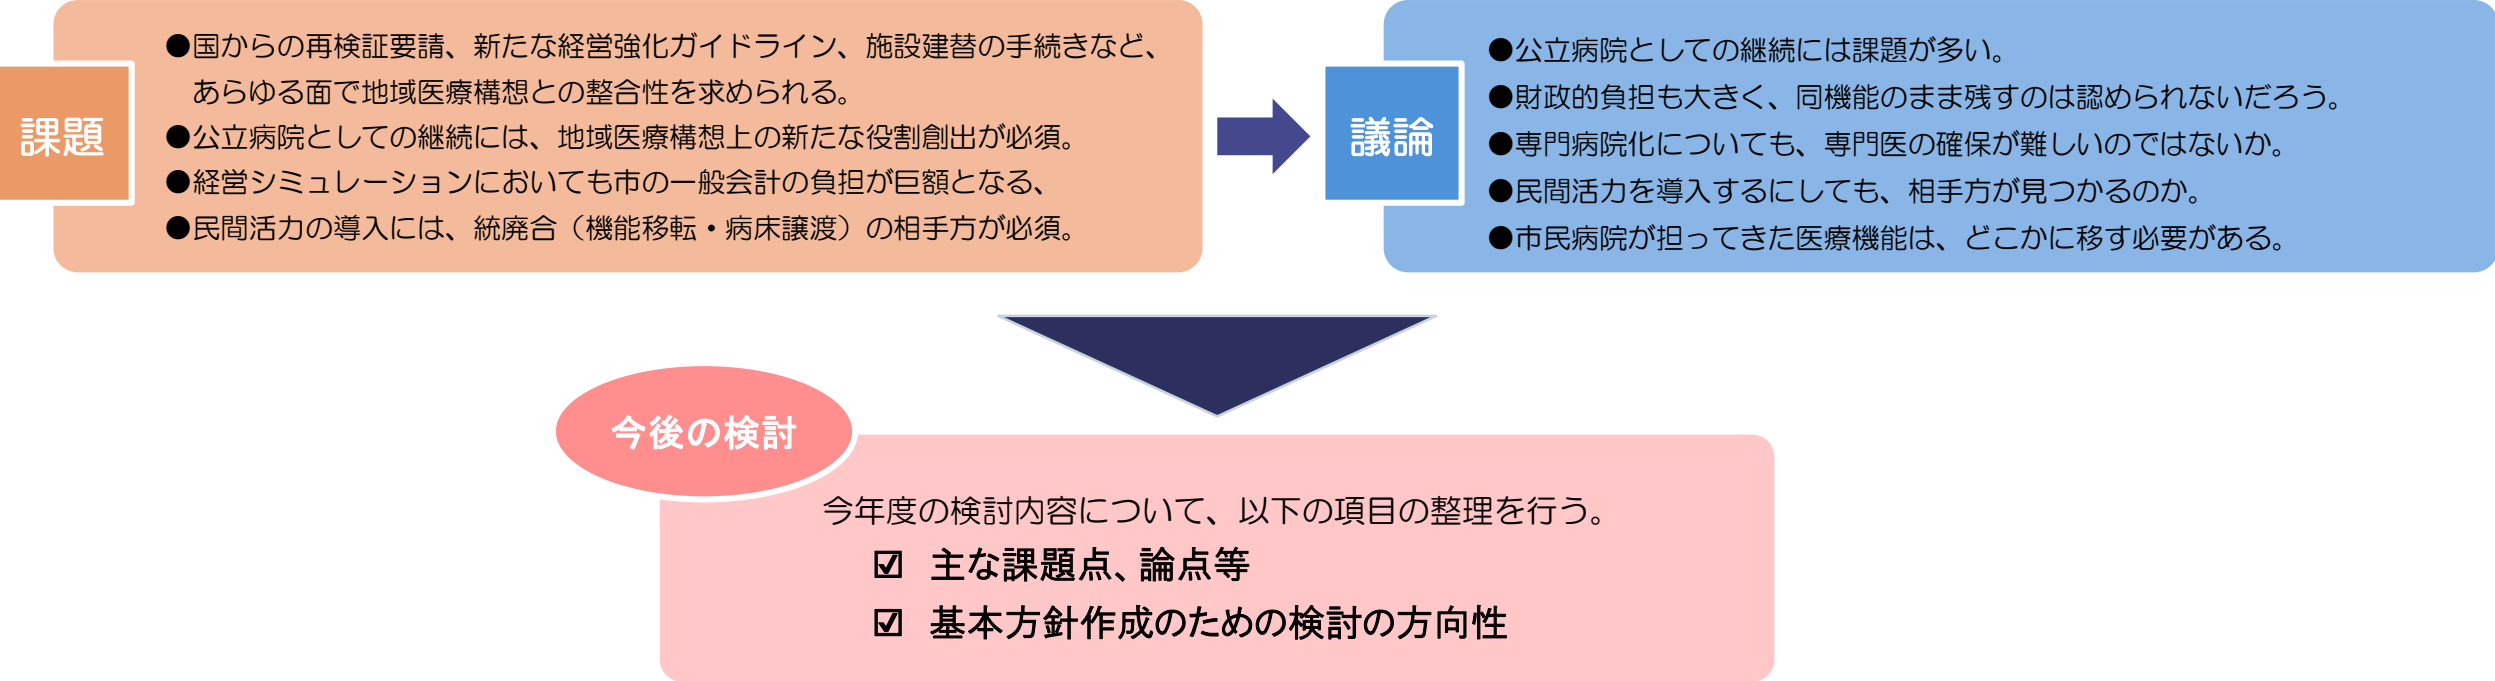 課題
●国からの再検証要請、新たな経営強化ガイドライン、施設建替の手続きなど、
あらゆる面で地域医療構想との整合性を求められる。
●公立病院としての継続には、地域医療構想上の新たな役割創出が必須。
●経営シミュレーションにおいても市の一般会計の負担が巨額となる、
●民間活力の導入には、統廃合（機能移転・病床譲渡）の相手方が必須。
議論
●公立病院としての継続には課題が多い。
●財政的負担も大きく、同機能のまま残すのは認められないだろう。
●専門病院化についても、専門医の確保が難しいのではないか。
●民間活力を導入するにしても、相手方が見つかるのか。
●市民病院が担ってきた医療機能は、どこかに移す必要がある。
今後の検討
今年度の検討内容について、以下の項目の整理を行う。
☑ 主な課題点、論点等
☑ 基本方針作成のための検討の方向性